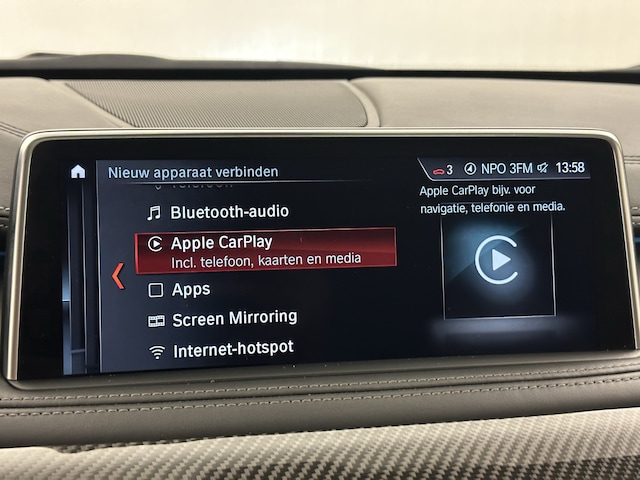 Nieuw apparaat verbinden
3 NPO 3FM 13:58
Telefoon
Bluetooth-audio
Apple CarPlay
Incl. telefoon, kaarten en media
Apps
Screen Mirroring
Internet-hotspot
Apple CarPlay bijv. voor
navigatie, telefonie en media.